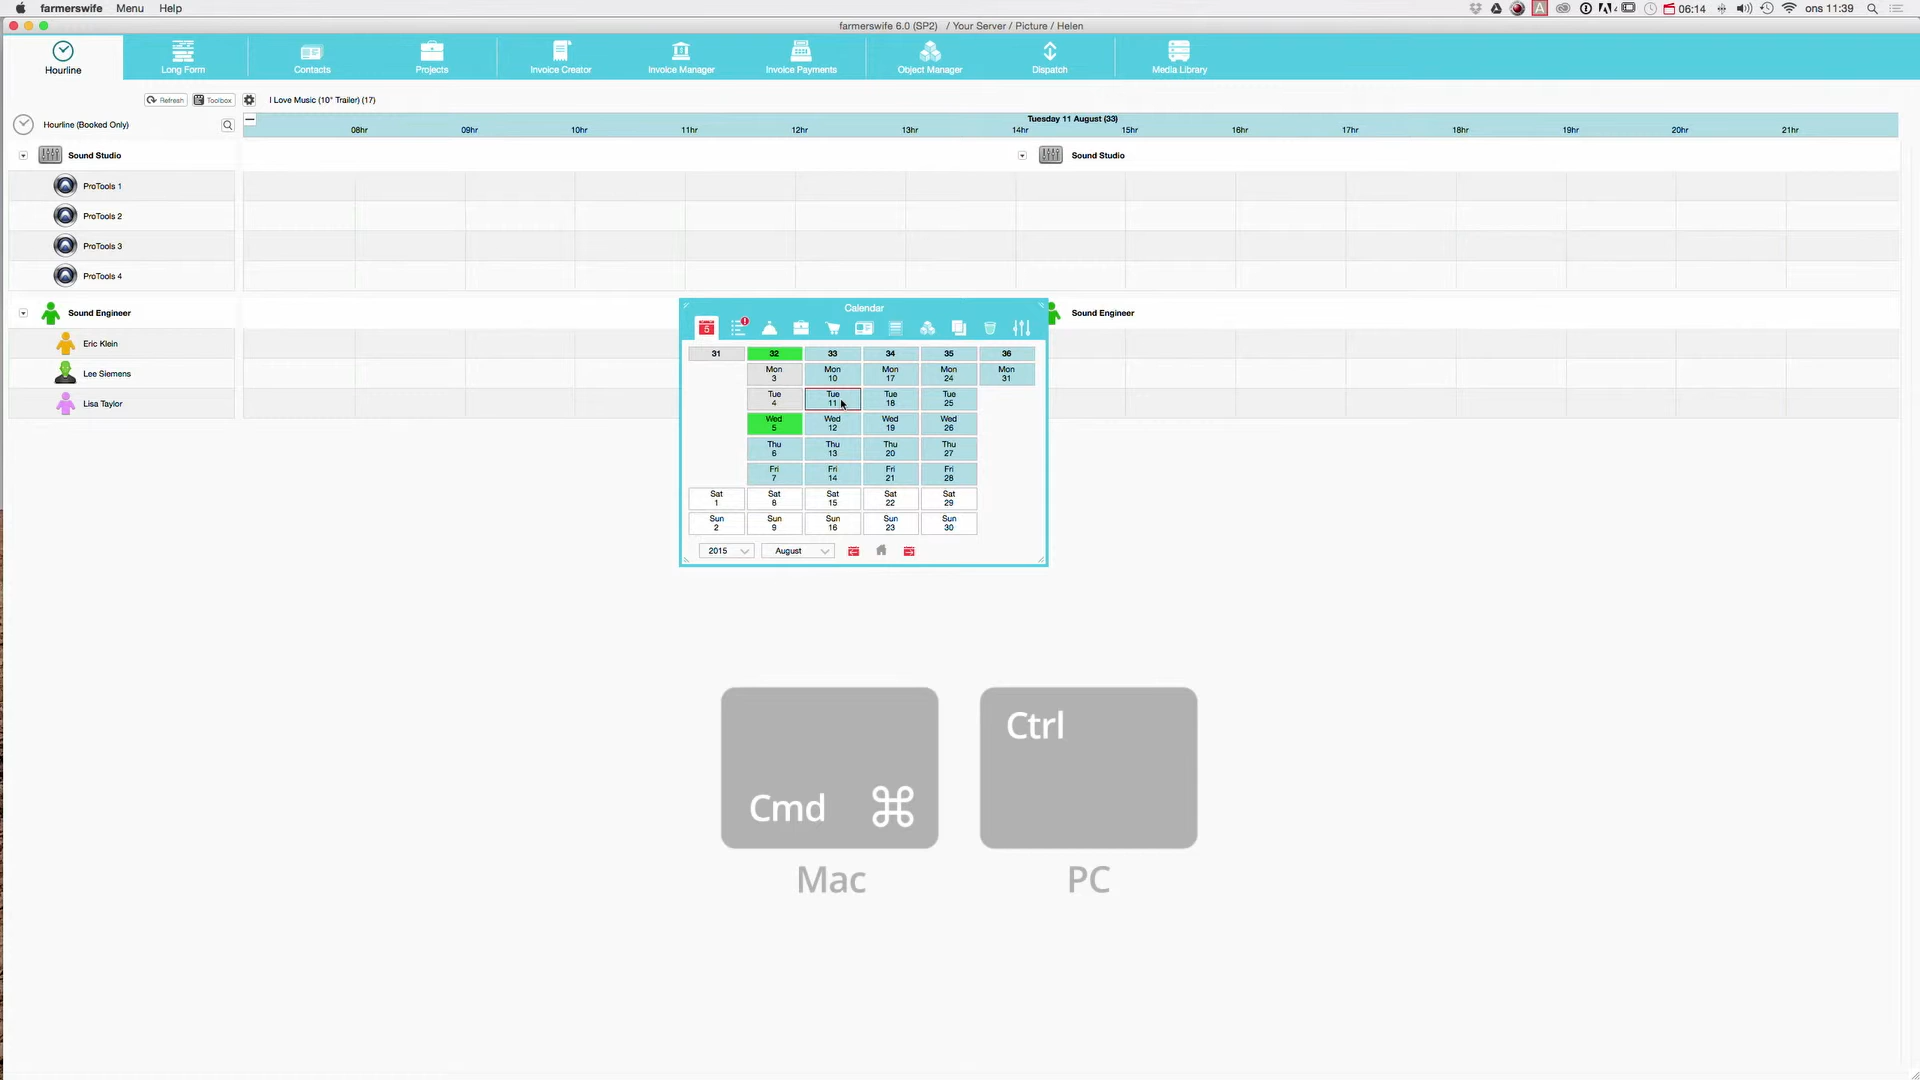 farmerswife Menu Help 06:14 ons 11:39
farmerswife 6.0 (SP2) / Your Server / Picture / Helen
Hourline Long Form Contacts Projects Invoice Creator Invoice Manager Invoice Payments Object Manager Dispatch Media Library
Refresh Toolbox I Love Music (10" Trailer) (17)
Tuesday 11 August (33)
Hourline (Booked Only)
08hr 09hr 10hr 11hr 12hr 13hr 14hr 15hr 16hr 17hr 18hr 19hr 20hr 21hr
Sound Studio Sound Studio
ProTools 1
ProTools 2
ProTools 3
ProTools 4
Sound Engineer Sound Engineer
Eric Klein
Lee Siemens
Lisa Taylor
Calendar
5
31 32 33 34 35 36
Mon Mon Mon Mon Mon
3 10 17 24 31
Tue Tue Tue Tue
4 11 18 25
Wed Wed Wed Wed
5 12 19 26
Thu Thu Thu Thu
6 13 20 27
Fri Fri Fri Fri
7 14 21 28
Sat Sat Sat Sat Sat
1 8 15 22 29
Sun Sun Sun Sun Sun
2 9 16 23 30
2015 August
Ctrl
Cmd ⌘
Mac PC